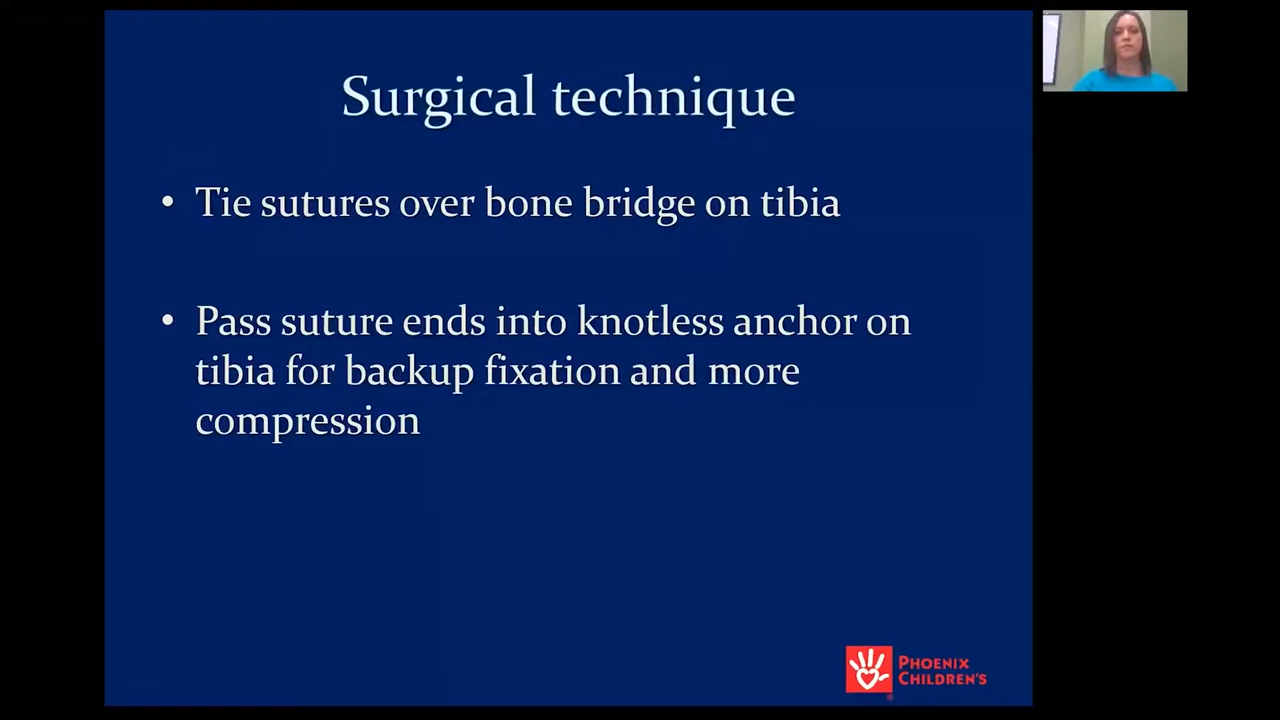 Surgical technique
• Tie sutures over bone bridge on tibia
• Pass suture ends into knotless anchor on
tibia for backup fixation and more
compression
PHOENIX
CHILDREN'S